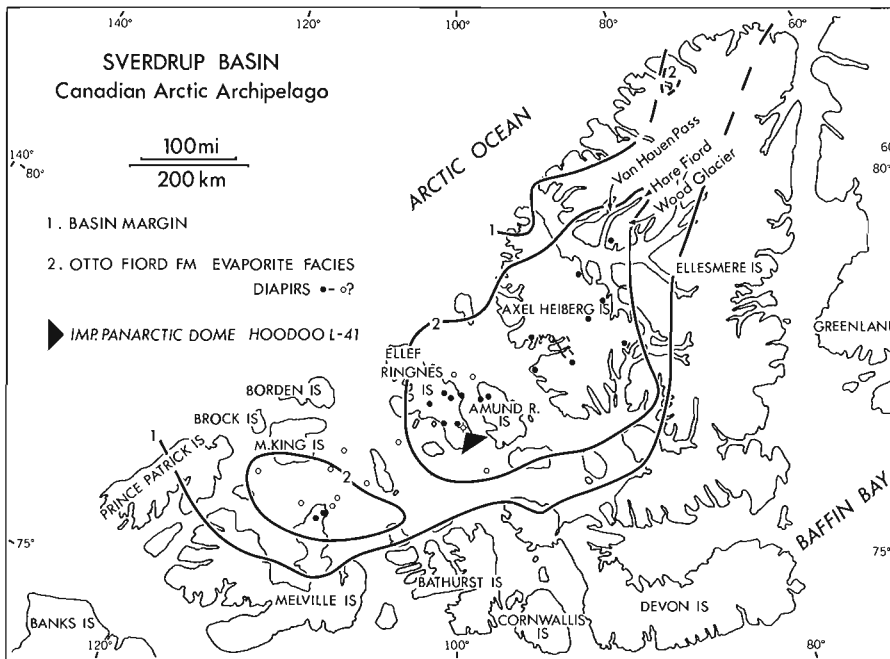 140°
120°
100°
80°
60°
SVERDRUP BASIN
Canadian Arctic Archipelago
100mi
200 km
140°
80°
1. BASIN MARGIN
2. OTTO FIORD FM EVAPORITE FACIES
DIAPIRS ●-○?
IMP. PANARCTIC DOME HOODOO L-41
ARCTIC OCEAN
Van Hauen Pass
Hare Fiord
Wood Glacier
2
60
80°
1
ELLESMERE IS
AXEL HEIBERG IS
GREENLAND
2
ELLEF
RINGNES
IS
AMUND R.
IS
BORDEN IS
BROCK IS
M.KING IS
1
2
PRINCE PATRICK IS
BAFFIN BAY
75°
75°
MELVILLE IS
BATHURST IS
CORNWALLIS
IS
DEVON IS
BANKS IS
120°
100°
80°